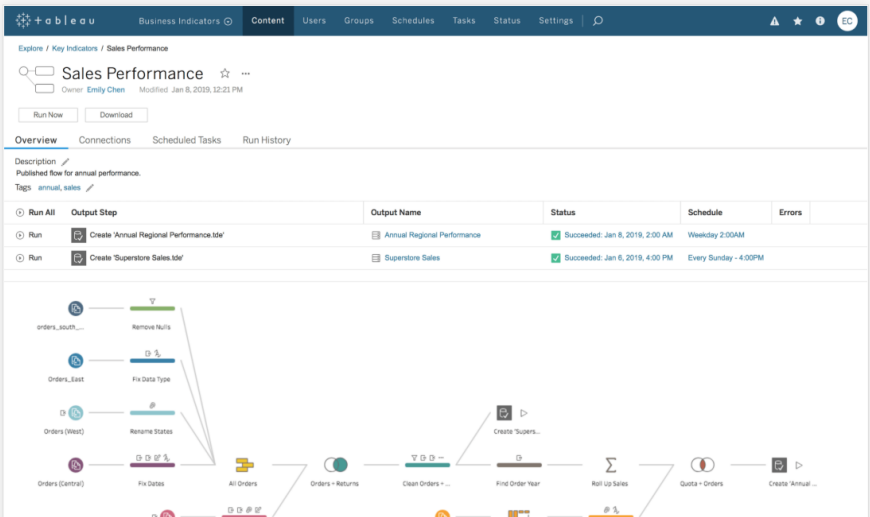 +ableau Business Indicators Content Users Groups Schedules Tasks Status Settings EC
Explore / Key Indicators / Sales Performance
Sales Performance
Owner Emily Chen Modified Jan 8, 2019, 12:21 PM
Run Now Download
Overview Connections Scheduled Tasks Run History
Description
Published flow for annual performance.
Tags annual, sales
Run All Output Step Output Name Status Schedule Errors
Run Create 'Annual Regional Performance.tde' Annual Regional Performance Succeeded: Jan 8, 2019, 2:00 AM Weekday 2:00AM
Run Create 'Superstore Sales.tde' Superstore Sales Succeeded: Jan 6, 2019, 4:00 PM Every Sunday - 4:00PM
orders_south_... Remove Nulls
Orders_East Fix Data Type
Orders (West) Rename States Create 'Supers...
Orders (Central) Fix Dates All Orders Orders + Returns Clean Orders + ... Find Order Year Roll Up Sales Quota + Orders Create 'Annual ...